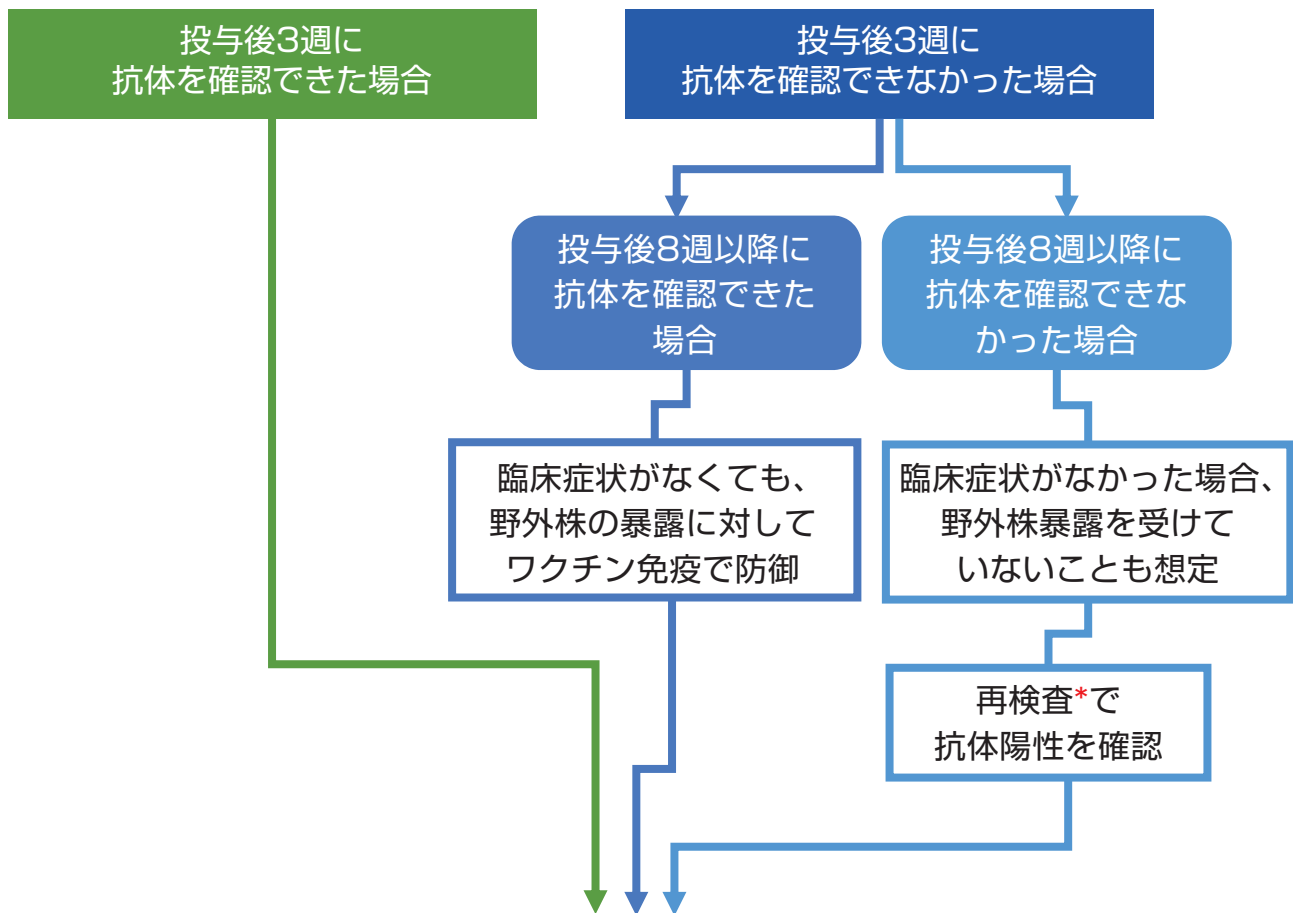 投与後3週に
抗体を確認できた場合
投与後3週に
抗体を確認できなかった場合
投与後8週以降に
抗体を確認できた
場合
投与後8週以降に
抗体を確認できな
かった場合
臨床症状がなくても、
野外株の暴露に対して
ワクチン免疫で防御
臨床症状がなかった場合、
野外株暴露を受けて
いないことも想定
再検査*で
抗体陽性を確認